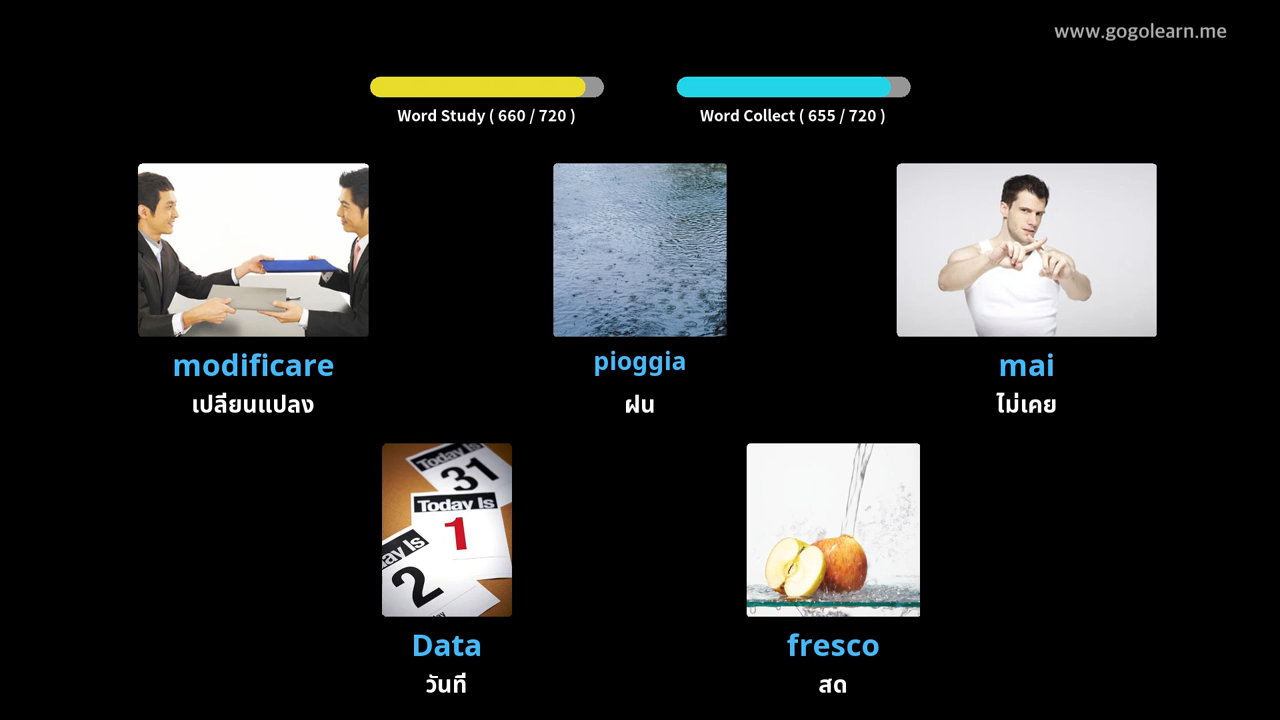 www.gogolearn.me
Word Study ( 660 / 720 )
Word Collect ( 655 / 720 )
modificare
เปลี่ยนแปลง
pioggia
ฝน
mai
ไม่เคย
Today Is
31
Today Is
1
ay Is
2
Data
วันที่
fresco
สด